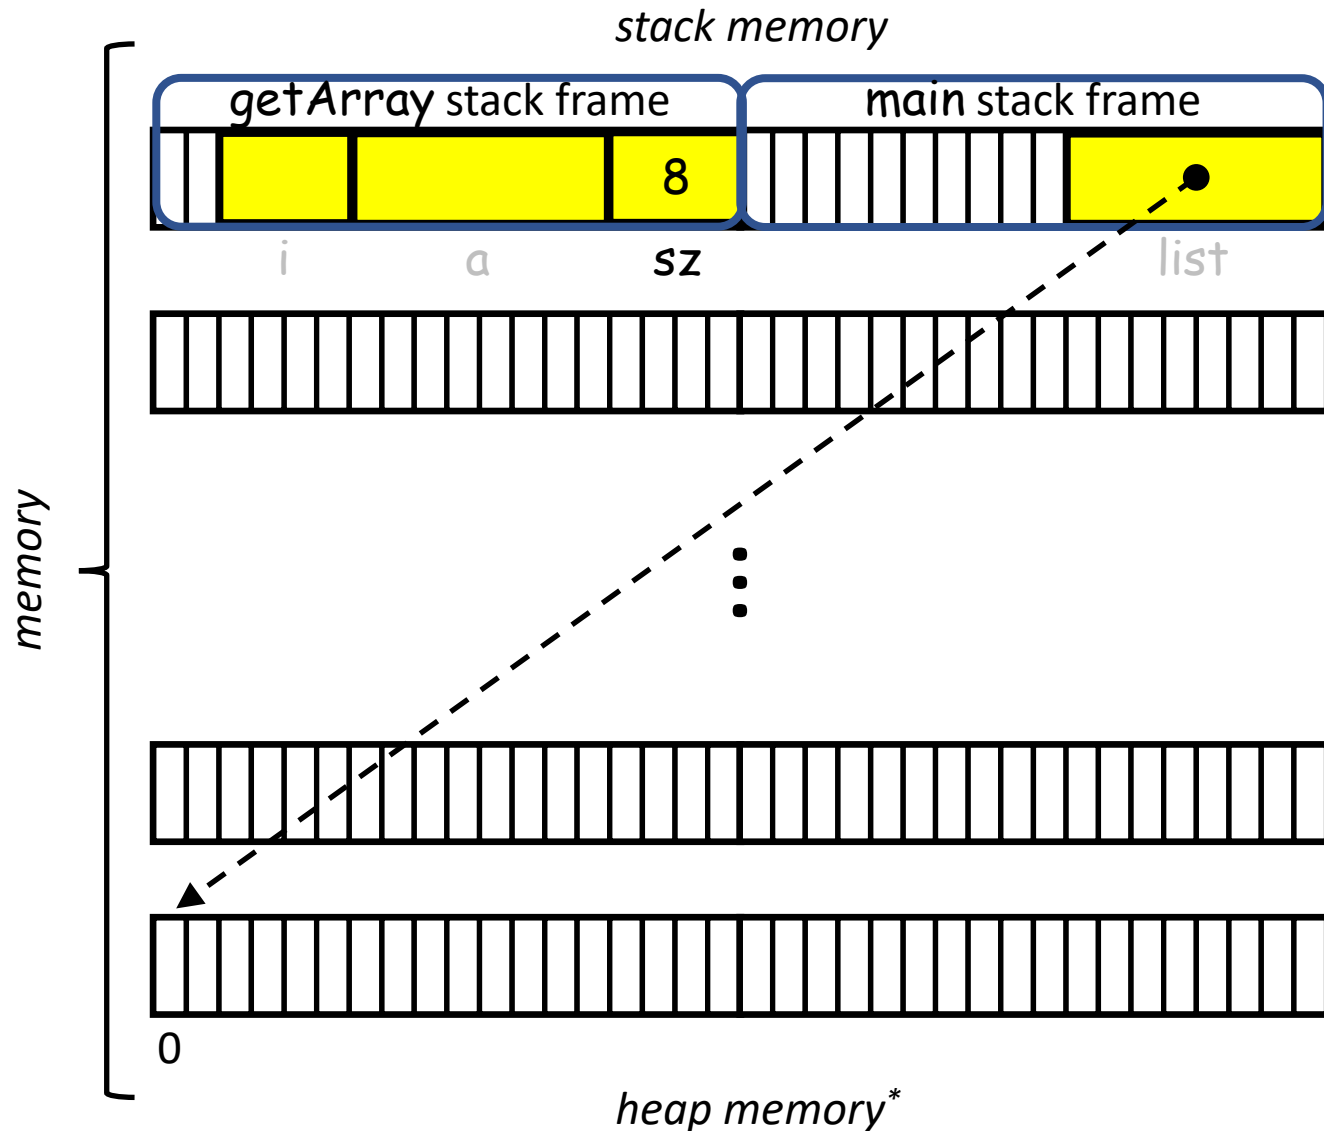 stack memory
getArray stack frame
main stack frame
8
i
a
sz
list
memory
0
heap memory*